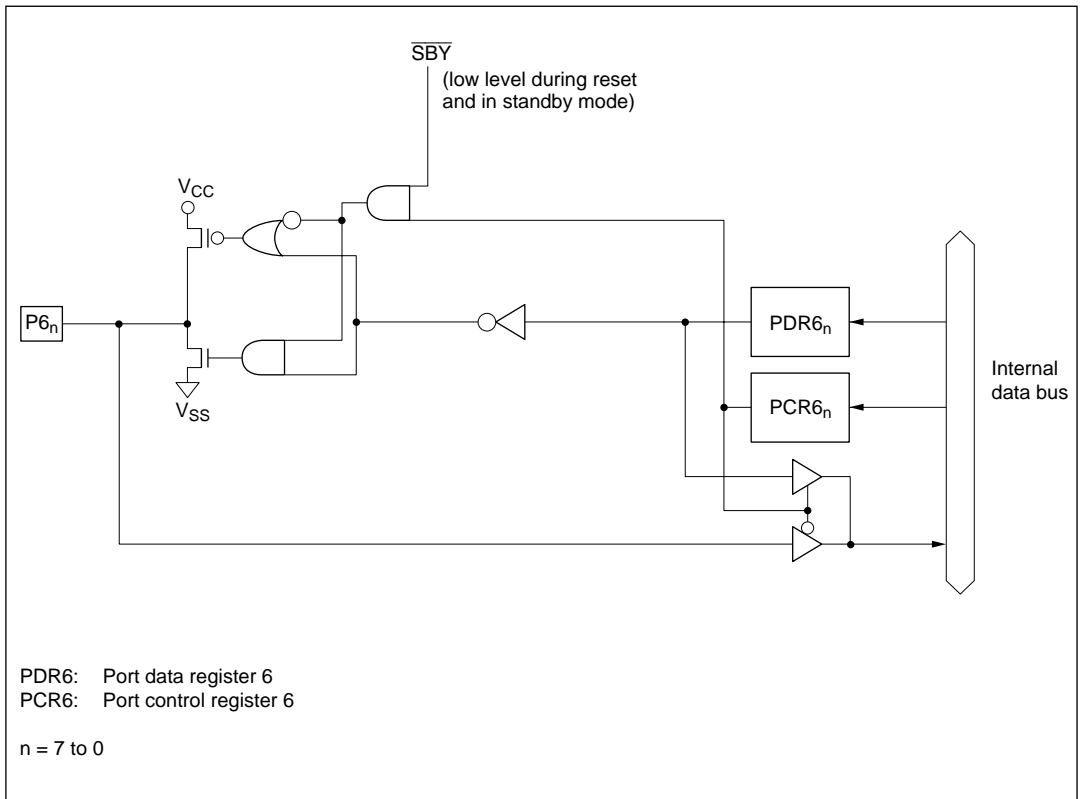 SBY
(low level during reset
and in standby mode)
VCC
P6n
PDR6n
PCR6n
Internal
data bus
VSS
PDR6: Port data register 6
PCR6: Port control register 6
n = 7 to 0